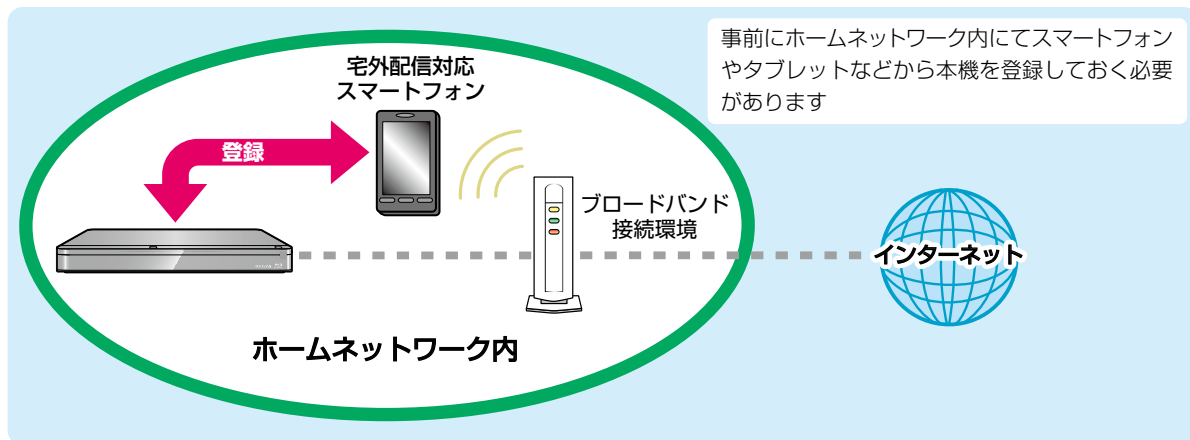 事前にホームネットワーク内にてスマートフォン
やタブレットなどから本機を登録しておく必要
があります
宅外配信対応
スマートフォン
登録
ブロードバンド
接続環境
インターネット
ホームネットワーク内